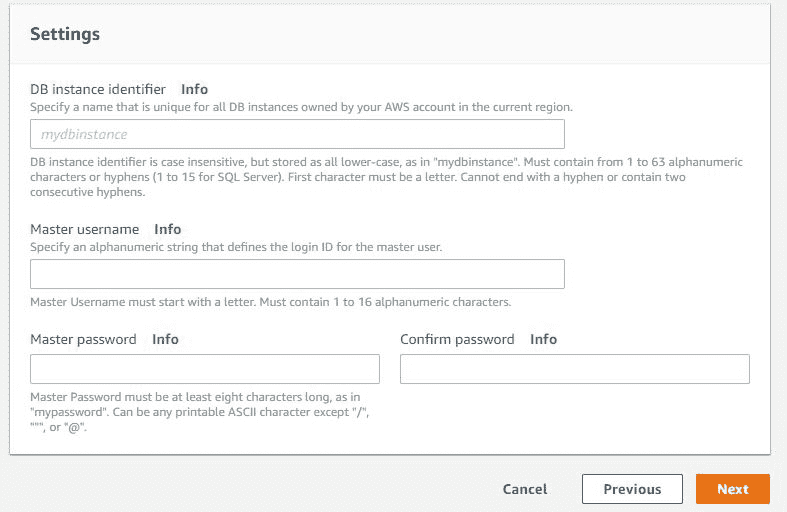 Settings
DB instance identifier Info
Specify a name that is unique for all DB instances owned by your AWS account in the current region.
mydbinstance
DB instance identifier is case insensitive, but stored as all lower-case, as in "mydbinstance". Must contain from 1 to 63 alphanumeric
characters or hyphens (1 to 15 for SQL Server). First character must be a letter. Cannot end with a hyphen or contain two
consecutive hyphens.
Master username Info
Specify an alphanumeric string that defines the login ID for the master user.
Master Username must start with a letter. Must contain 1 to 16 alphanumeric characters.
Master password Info
Confirm password Info
Master Password must be at least eight characters long, as in
"mypassword". Can be any printable ASCII character except "/",
""", or "@".
Cancel
Previous
Next